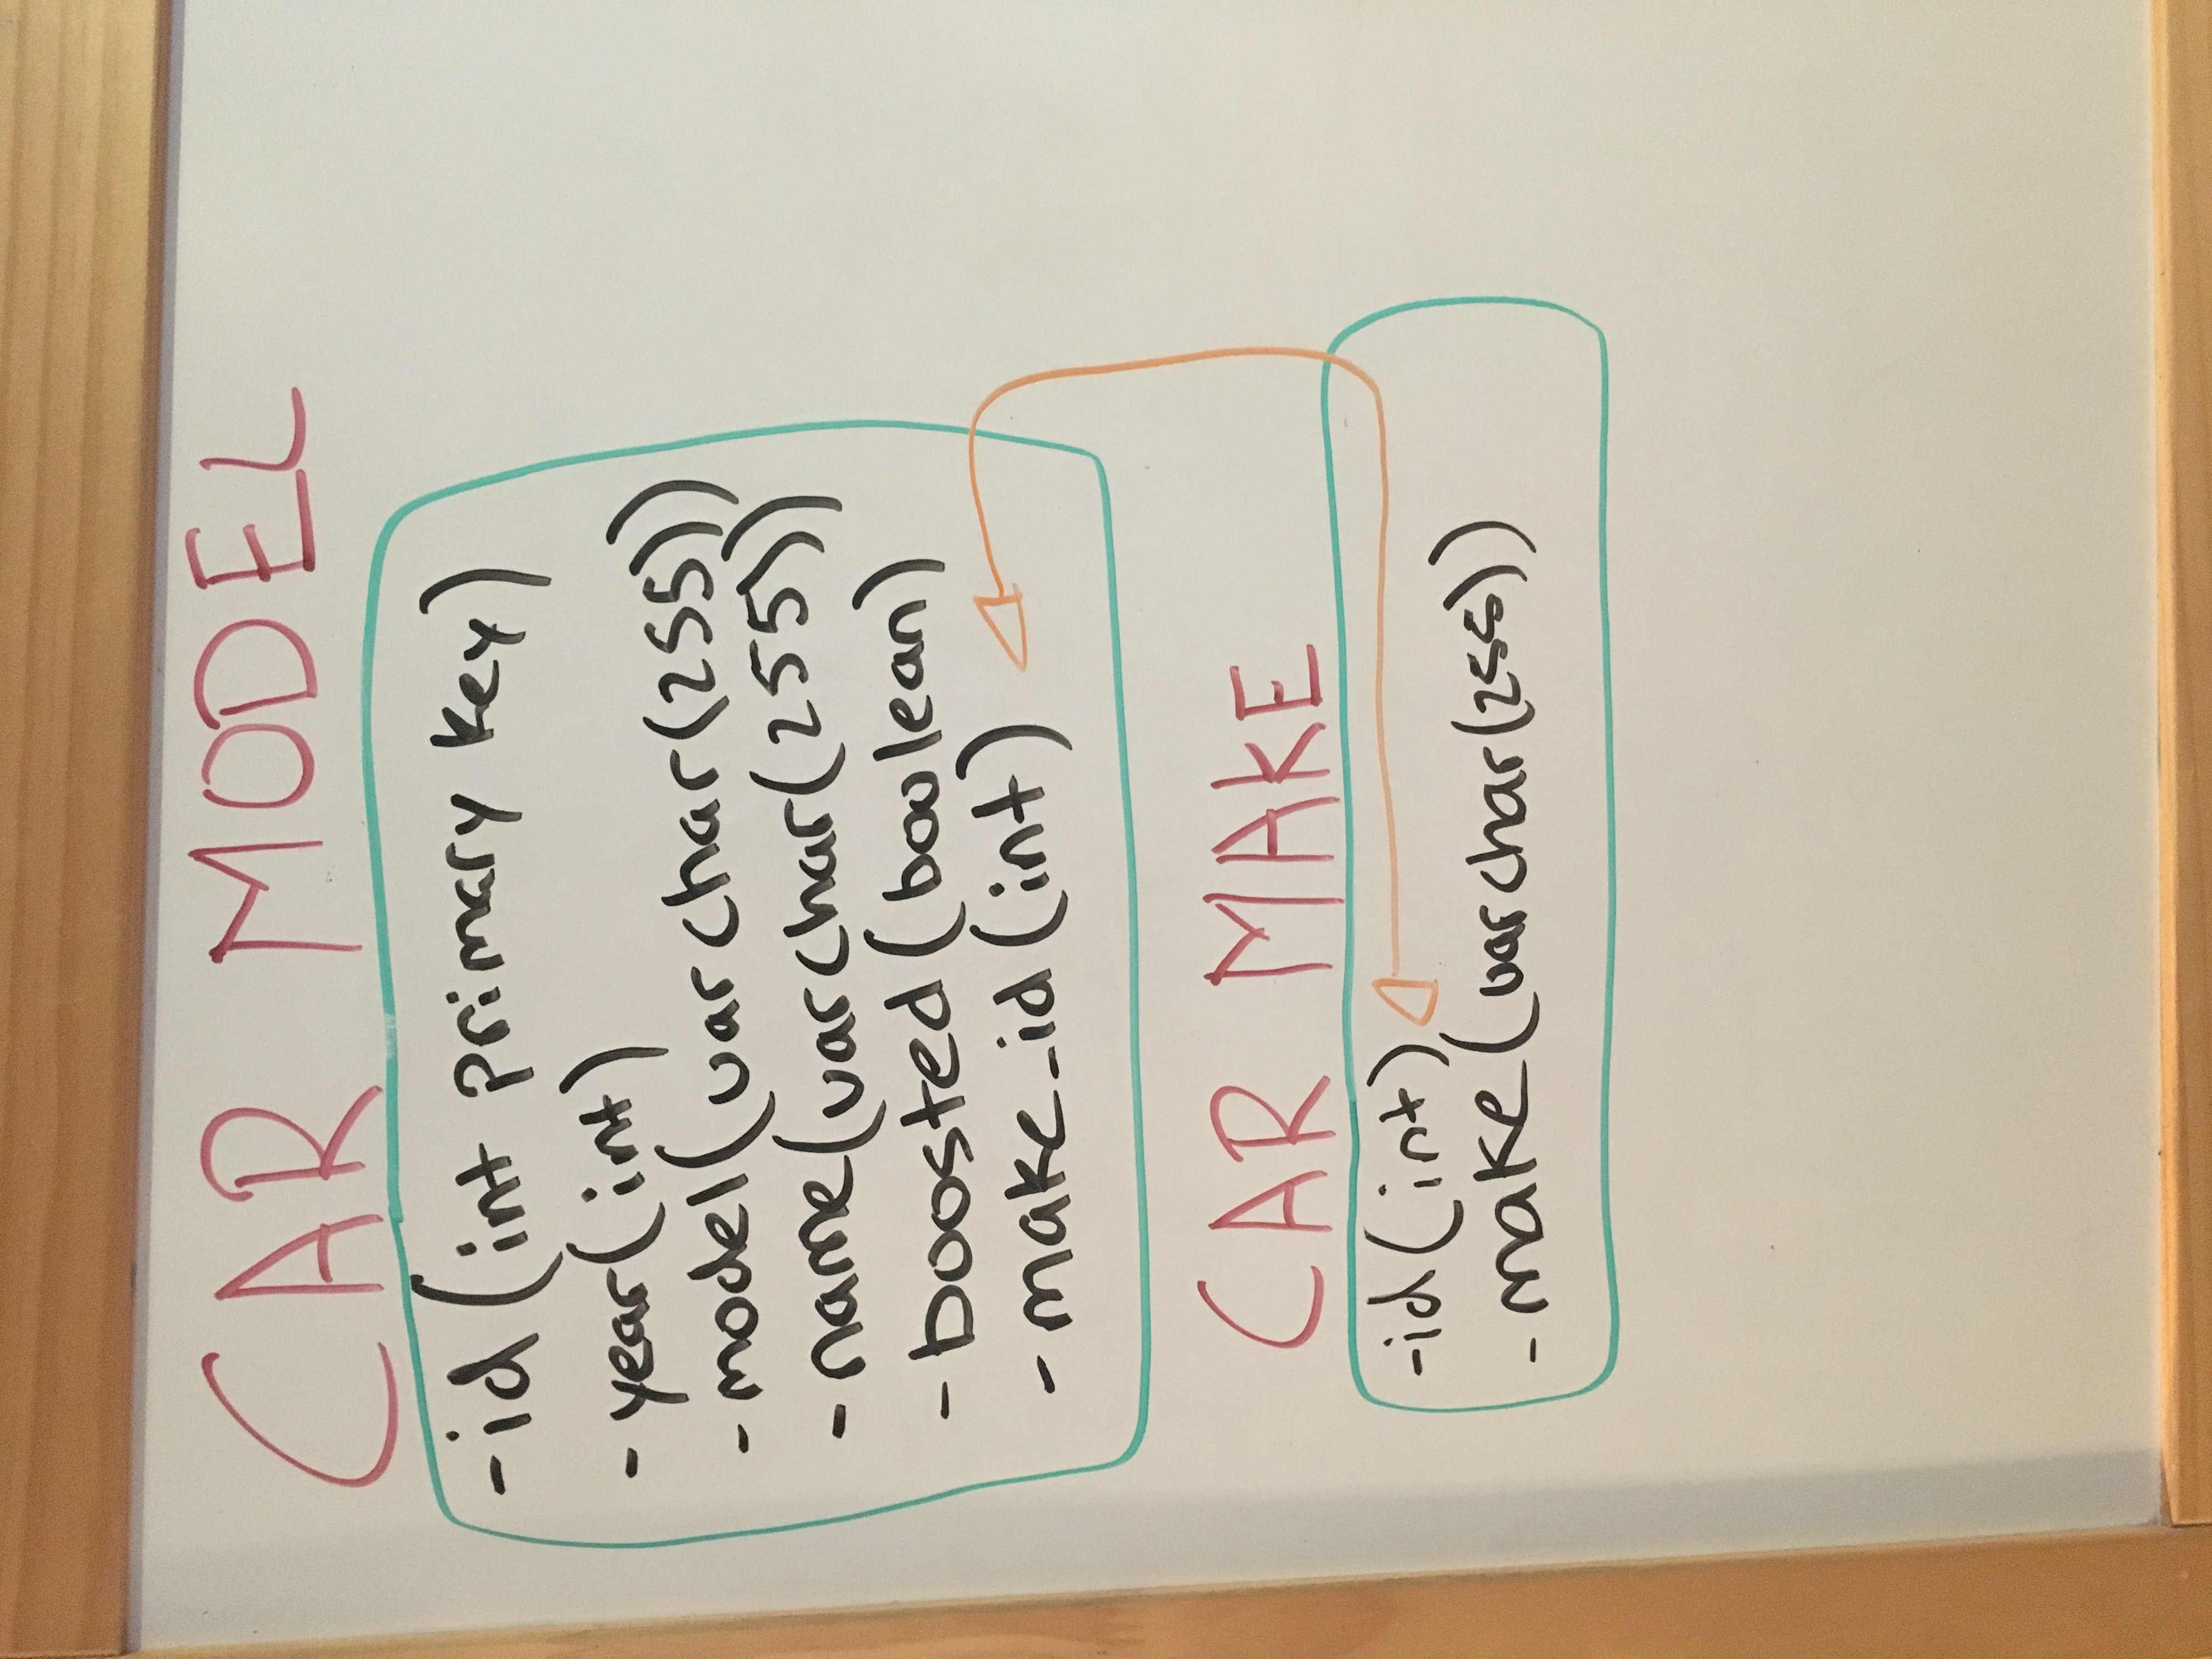 CAR MODEL
-id (int primary key)
-year (int)
-model (varchar(255))
-name (varchar(255))
-boosted (boolean)
-make_id (int)
CAR MAKE
-id (int)
-make (varchar(255))